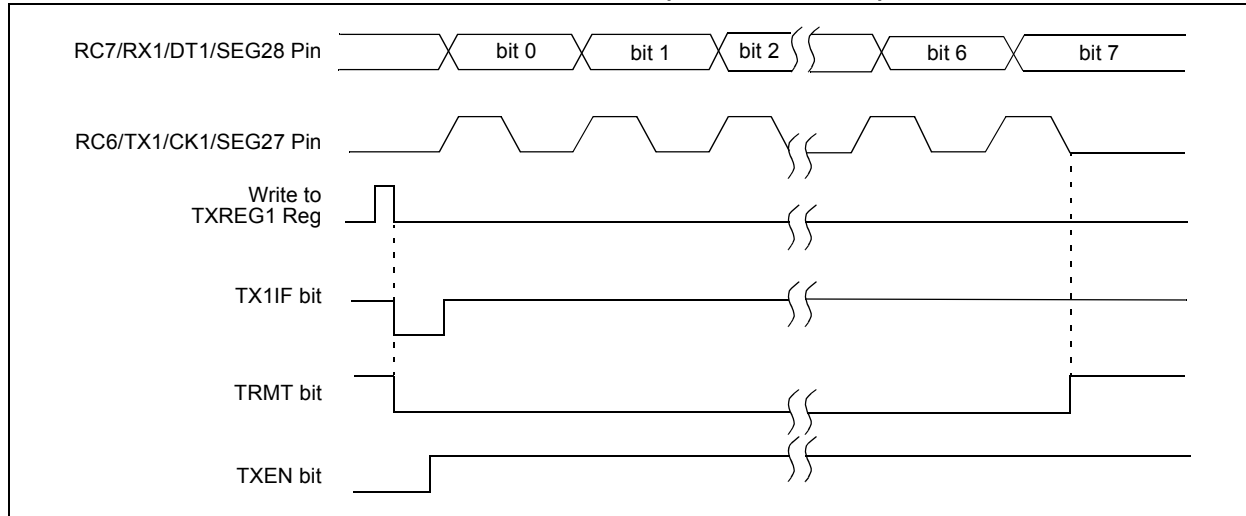 RC7/RX1/DT1/SEG28 Pin
bit 0
bit 1
bit 2
bit 6
bit 7
RC6/TX1/CK1/SEG27 Pin
Write to
TXREG1 Reg
TX1IF bit
TRMT bit
TXEN bit